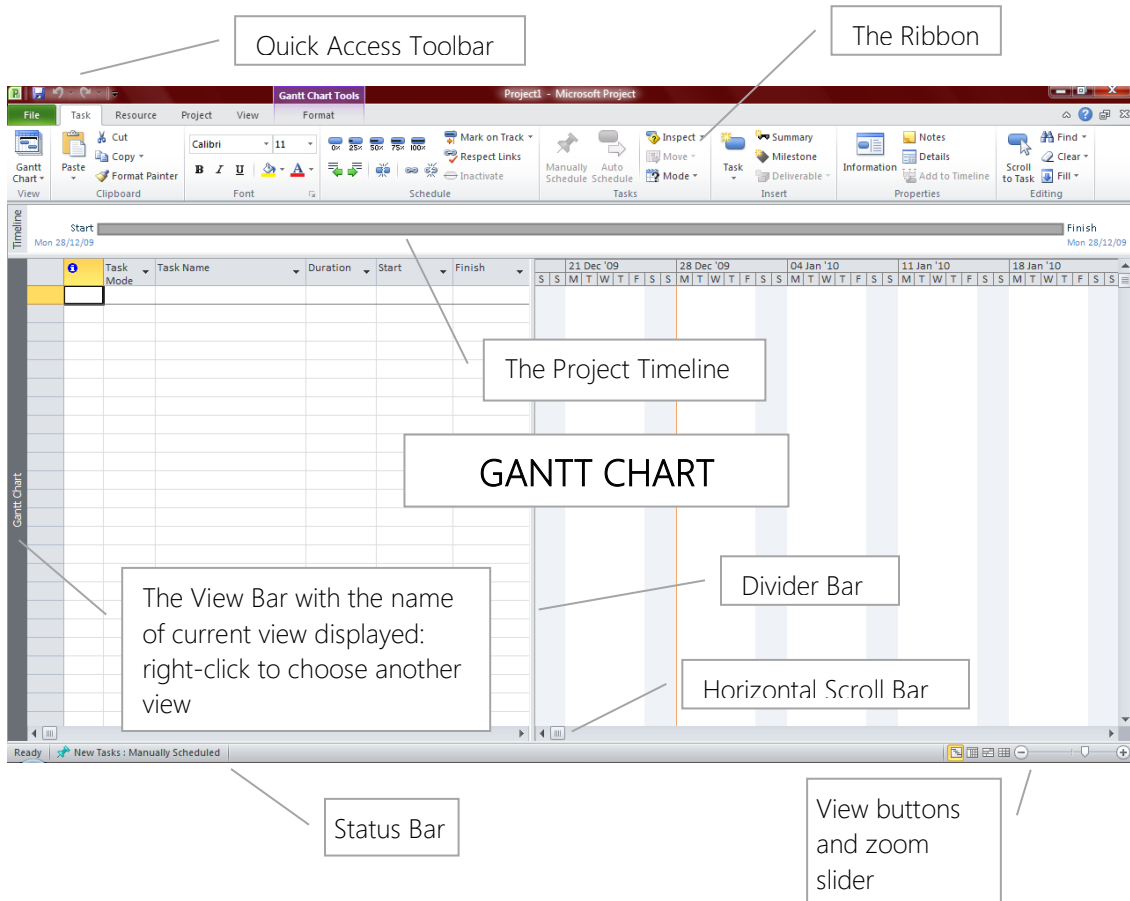 Quick Access Toolbar
The Ribbon
Project1 - Microsoft Project
Gantt Chart Tools
File Task Resource Project View Format
Gantt Chart
View
Paste
Cut
Copy
Format Painter
Clipboard
Calibri 11
B I U A
Font
0% 25% 50% 75% 100%
Mark on Track
Respect Links
Inactivate
Schedule
Manually Schedule
Auto Schedule
Inspect
Move
Mode
Tasks
Task
Summary
Milestone
Deliverable
Insert
Information
Notes
Details
Add to Timeline
Properties
Scroll to Task
Find
Clear
Fill
Editing
Timeline
Start
Mon 28/12/09
Finish
Mon 28/12/09
Task Mode Task Name Duration Start Finish
21 Dec '09 28 Dec '09 04 Jan '10 11 Jan '10 18 Jan '10
S S M T W T F S S M T W T F S S M T W T F S S M T W T F S S M T W T F S S
The Project Timeline
GANTT CHART
Gantt Chart
The View Bar with the name
of current view displayed:
right-click to choose another
view
Divider Bar
Horizontal Scroll Bar
Ready New Tasks : Manually Scheduled
Status Bar
View buttons
and zoom
slider